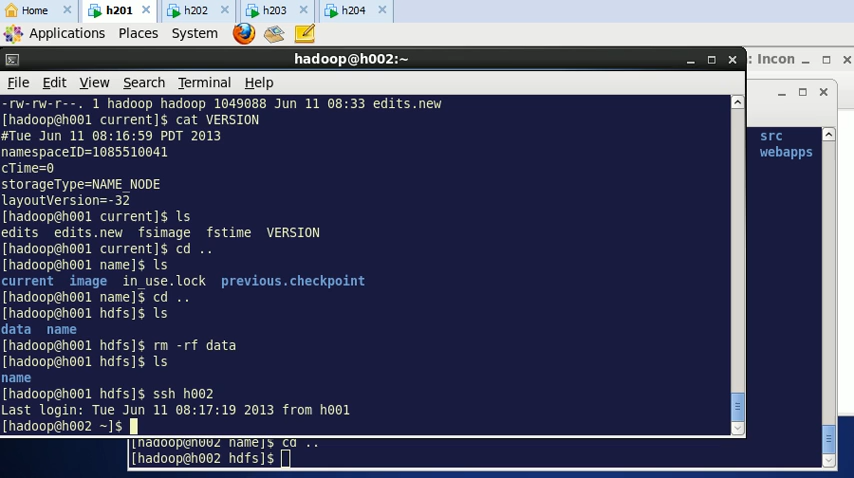 Home h201 h202 h203 h204
Applications Places System
hadoop@h002:~
: Incon
File Edit View Search Terminal Help
-rw-rw-r--. 1 hadoop hadoop 1049088 Jun 11 08:33 edits.new
[hadoop@h001 current]$ cat VERSION
#Tue Jun 11 08:16:59 PDT 2013
namespaceID=1085510041
cTime=0
storageType=NAME_NODE
layoutVersion=-32
[hadoop@h001 current]$ ls
edits edits.new fsimage fstime VERSION
[hadoop@h001 current]$ cd ..
[hadoop@h001 name]$ ls
current image in_use.lock previous.checkpoint
[hadoop@h001 name]$ cd ..
[hadoop@h001 hdfs]$ ls
data name
[hadoop@h001 hdfs]$ rm -rf data
[hadoop@h001 hdfs]$ ls
name
[hadoop@h001 hdfs]$ ssh h002
Last login: Tue Jun 11 08:17:19 2013 from h001
[hadoop@h002 ~]$
src
webapps
[hadoop@h002 name]$ cd ..
[hadoop@h002 hdfs]$